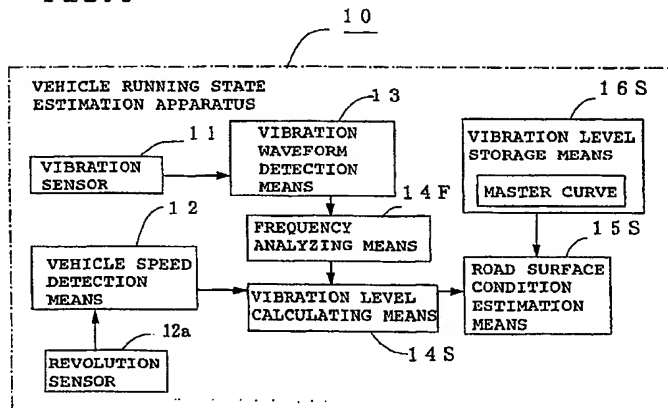 10
VEHICLE RUNNING STATE
ESTIMATION APPARATUS
13
16S
11
VIBRATION
WAVEFORM
DETECTION
MEANS
VIBRATION LEVEL
STORAGE MEANS
MASTER CURVE
VIBRATION
SENSOR
14F
12
FREQUENCY
ANALYZING MEANS
15S
VEHICLE SPEED
DETECTION
MEANS
VIBRATION LEVEL
CALCULATING MEANS
ROAD SURFACE
CONDITION
ESTIMATION
MEANS
12a
14S
REVOLUTION
SENSOR